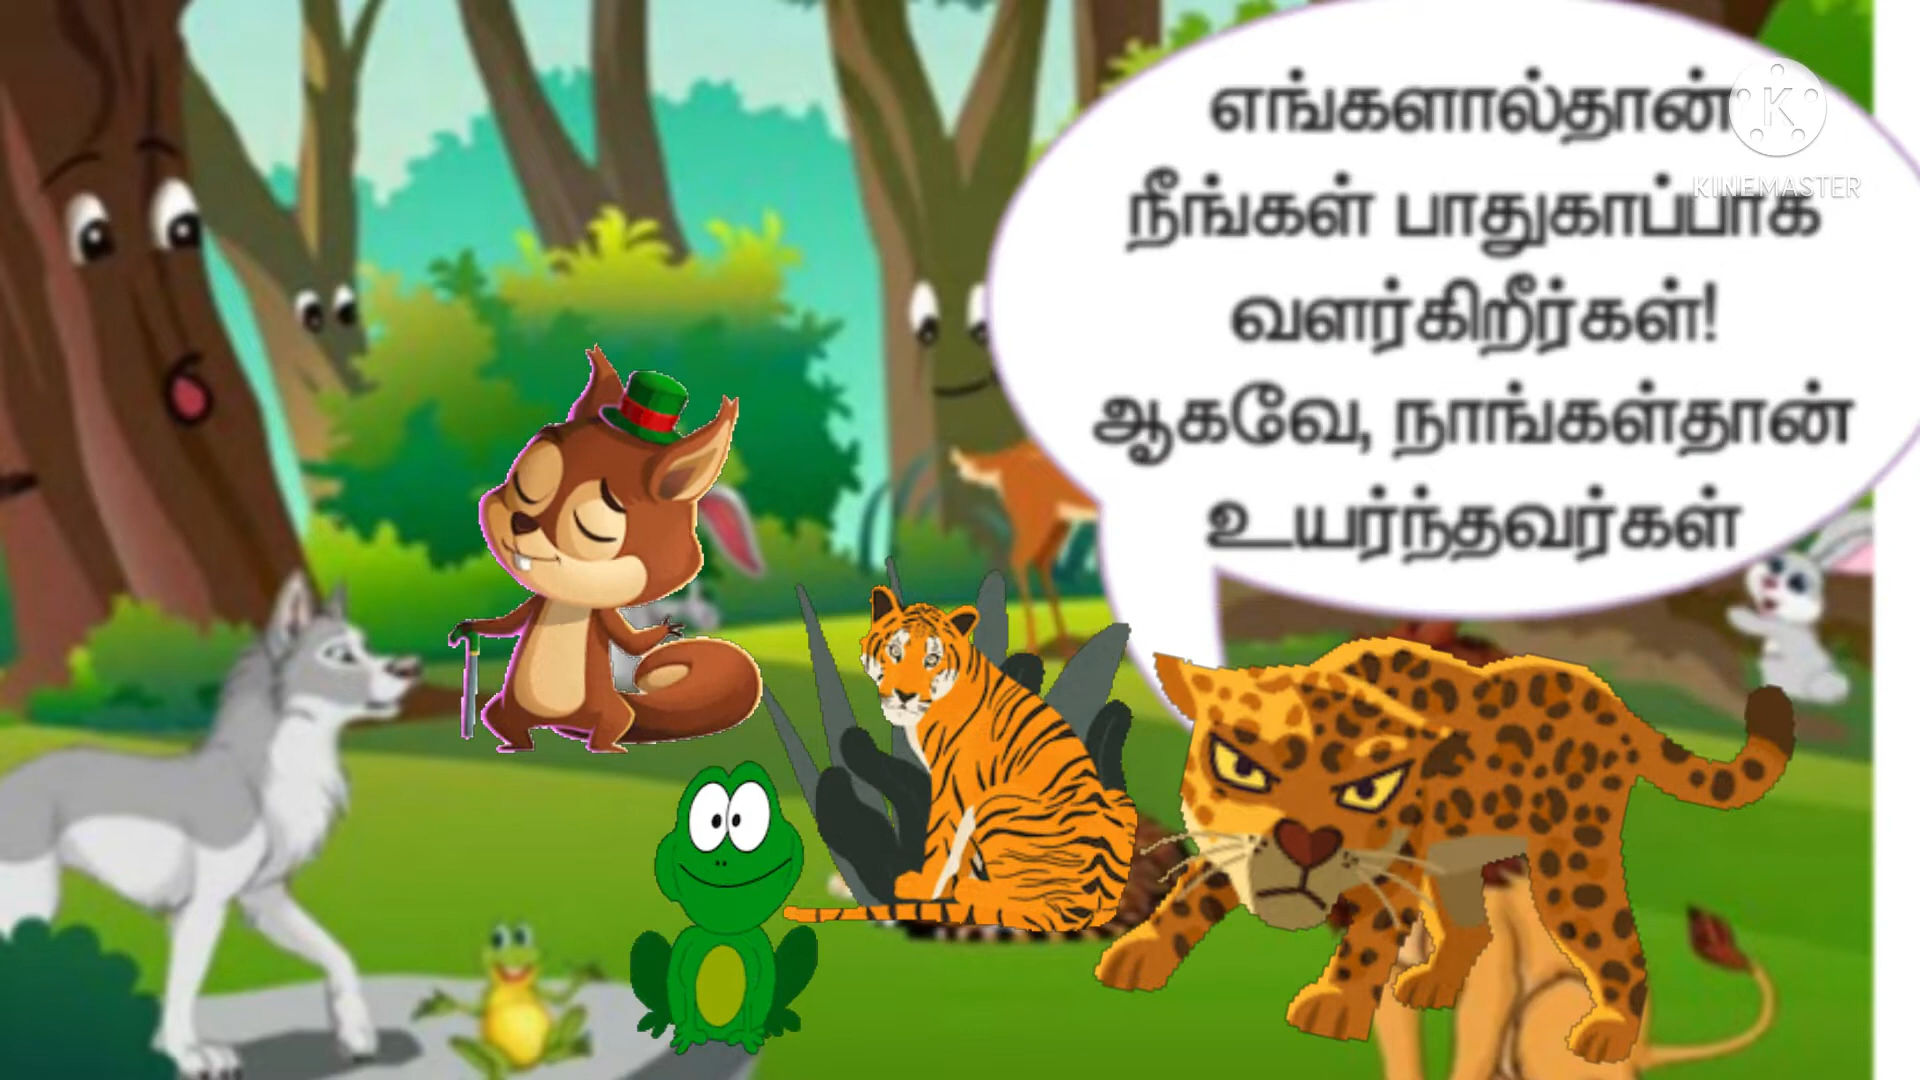 எங்களால்தான்
நீங்கள் பாதுகாப்பாக
வளர்கிறீர்கள்!
ஆகவே, நாங்கள்தான்
உயர்ந்தவர்கள்
K
KINEMASTER